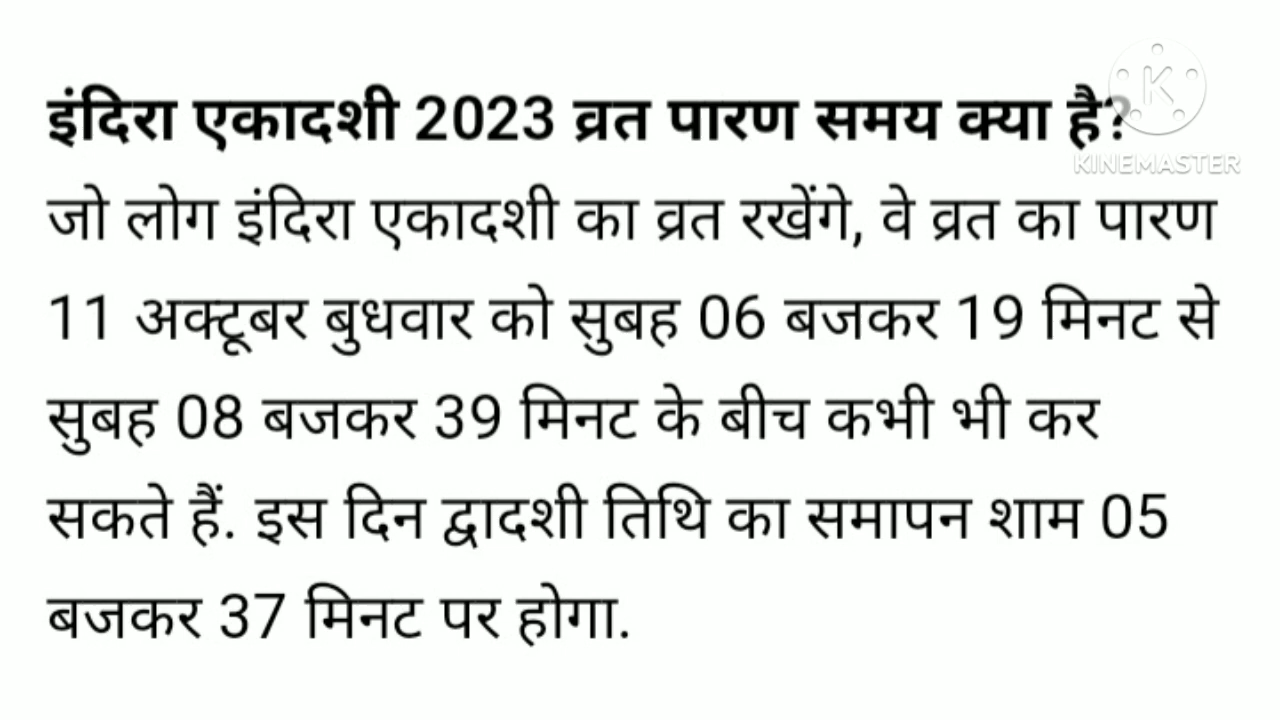 इंदिरा एकादशी 2023 व्रत पारण समय क्या है?
KINEMASTER
जो लोग इंदिरा एकादशी का व्रत रखेंगे, वे व्रत का पारण
11 अक्टूबर बुधवार को सुबह 06 बजकर 19 मिनट से
सुबह 08 बजकर 39 मिनट के बीच कभी भी कर
सकते हैं. इस दिन द्वादशी तिथि का समापन शाम 05
बजकर 37 मिनट पर होगा.